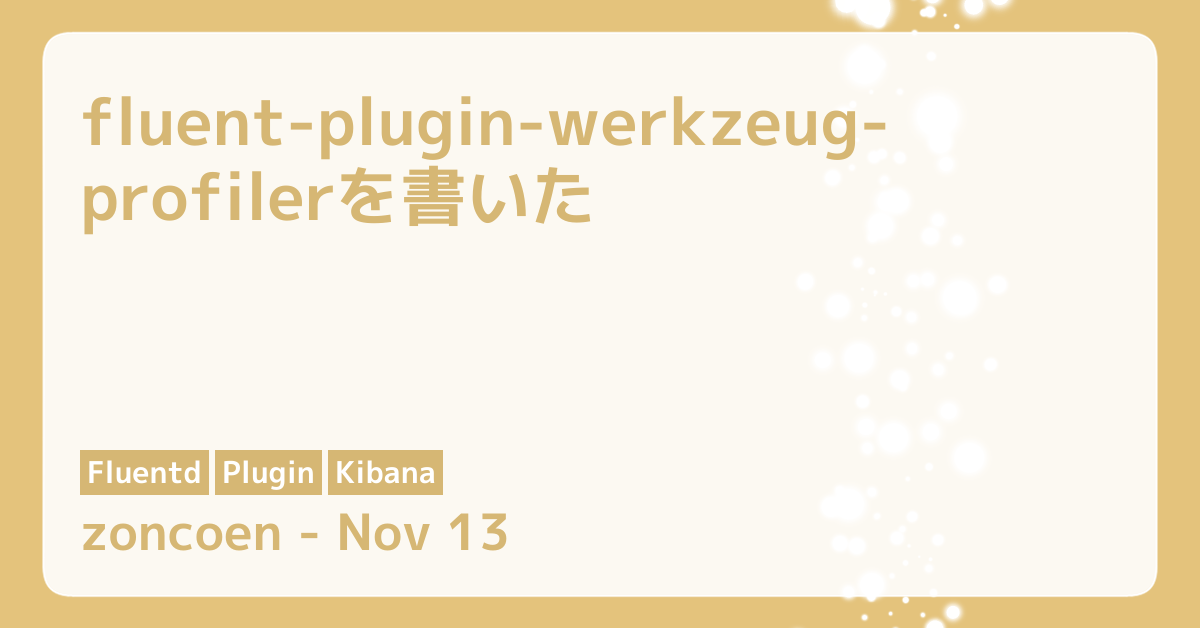 fluent-plugin-werkzeug-
profilerを書いた
Fluentd Plugin Kibana
zoncoen - Nov 13